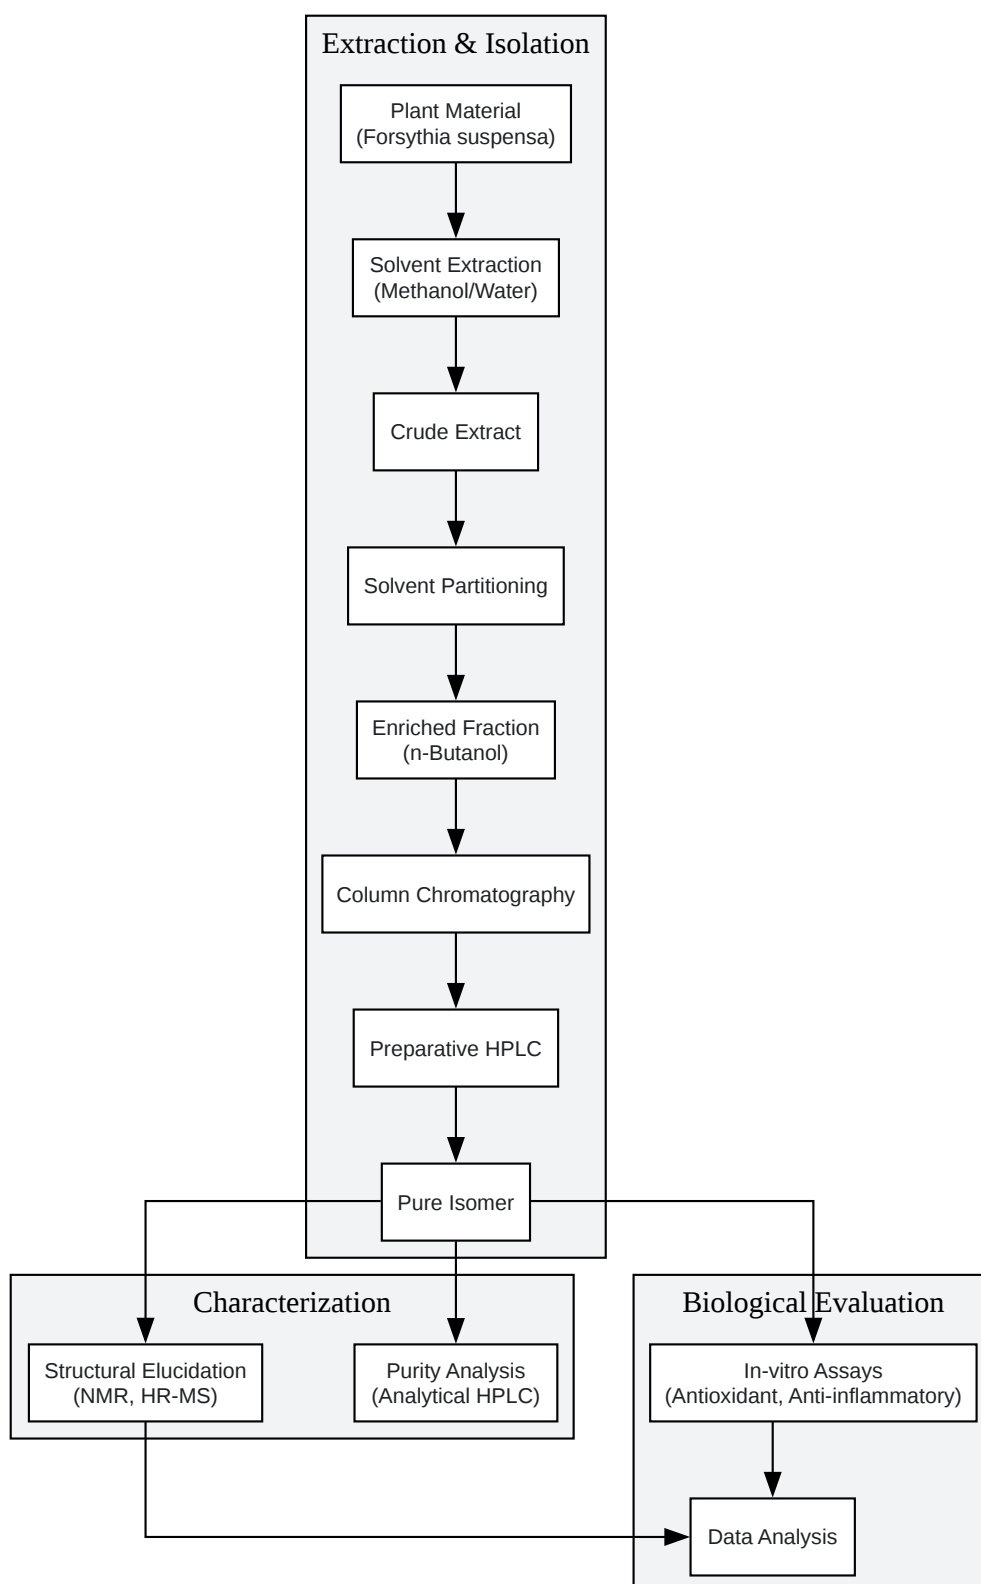 Extraction & Isolation
Plant Material
(Forsythia suspensa)
Solvent Extraction
(Methanol/Water)
Crude Extract
Solvent Partitioning
Enriched Fraction
(n-Butanol)
Column Chromatography
Preparative HPLC
Pure Isomer
Characterization
Structural Elucidation
(NMR, HR-MS)
Purity Analysis
(Analytical HPLC)
Biological Evaluation
In-vitro Assays
(Antioxidant, Anti-inflammatory)
Data Analysis